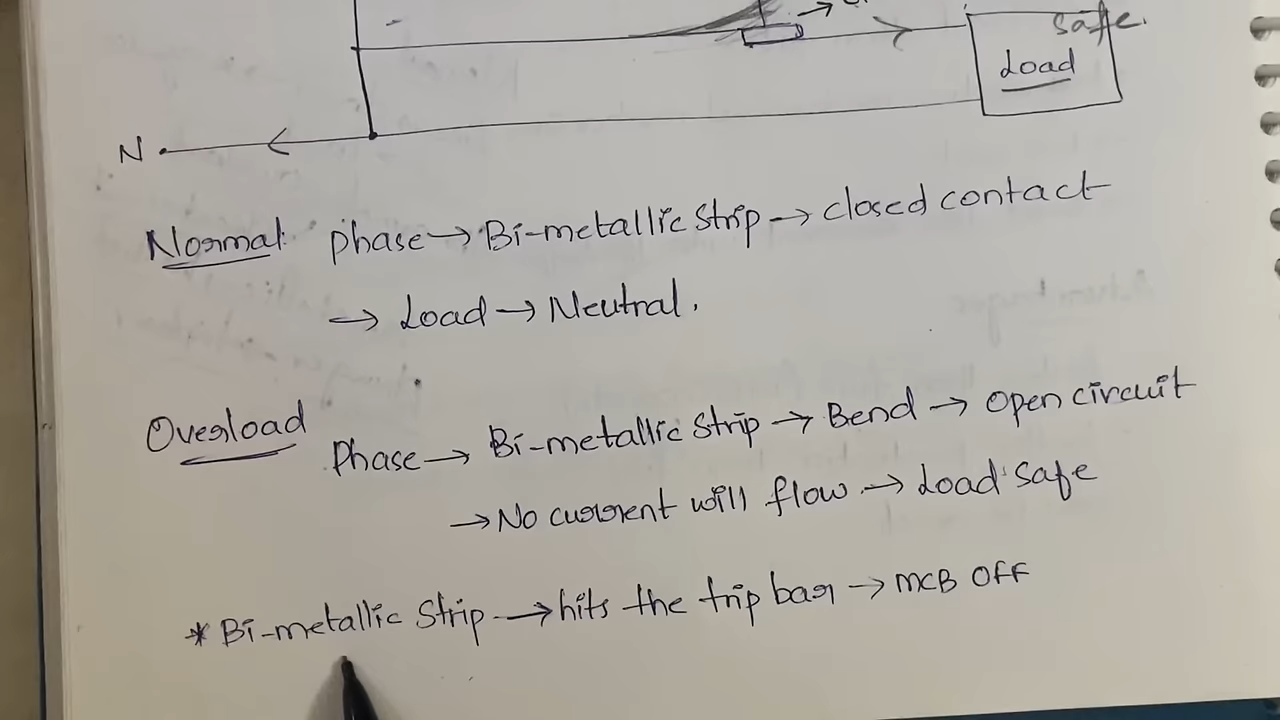 safe.
Load
N
Normal: phase → Bi-metallic strip → closed contact
→ Load → Neutral.
Overload Phase → Bi-metallic strip → Bend → open circuit
→ No current will flow → Load safe
* Bi-metallic strip → hits the trip bar → MCB OFF